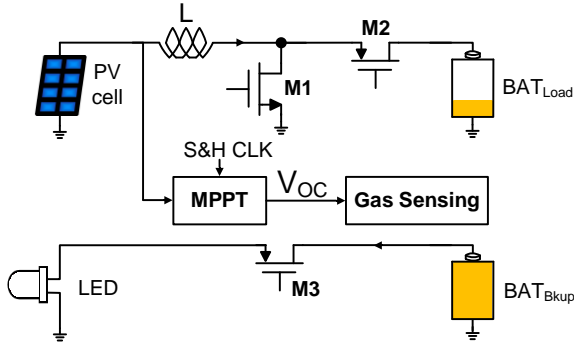 L
M2
PV
cell
M1
BATLoad
S&H CLK
MPPT
VOC
Gas Sensing
LED
M3
BATBkup